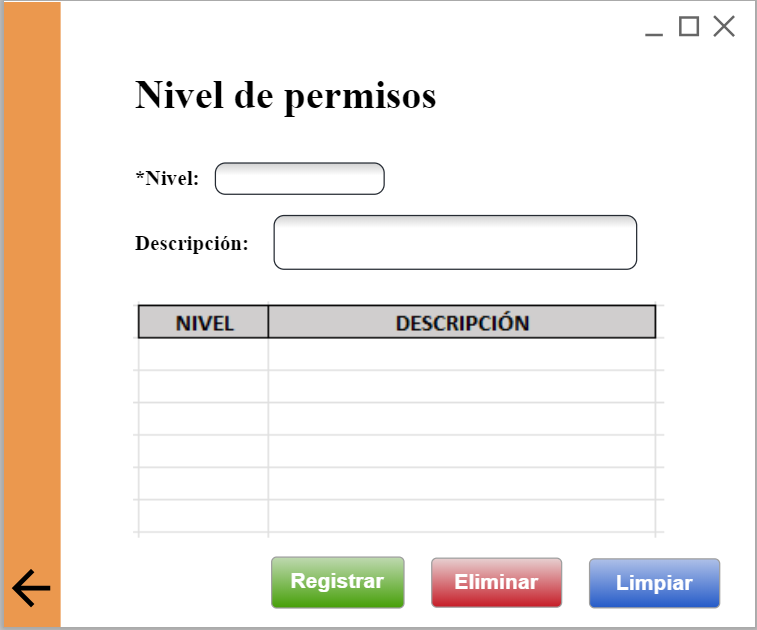 Nivel de permisos
*Nivel:
Descripción:
NIVEL DESCRIPCIÓN
Registrar Eliminar Limpiar